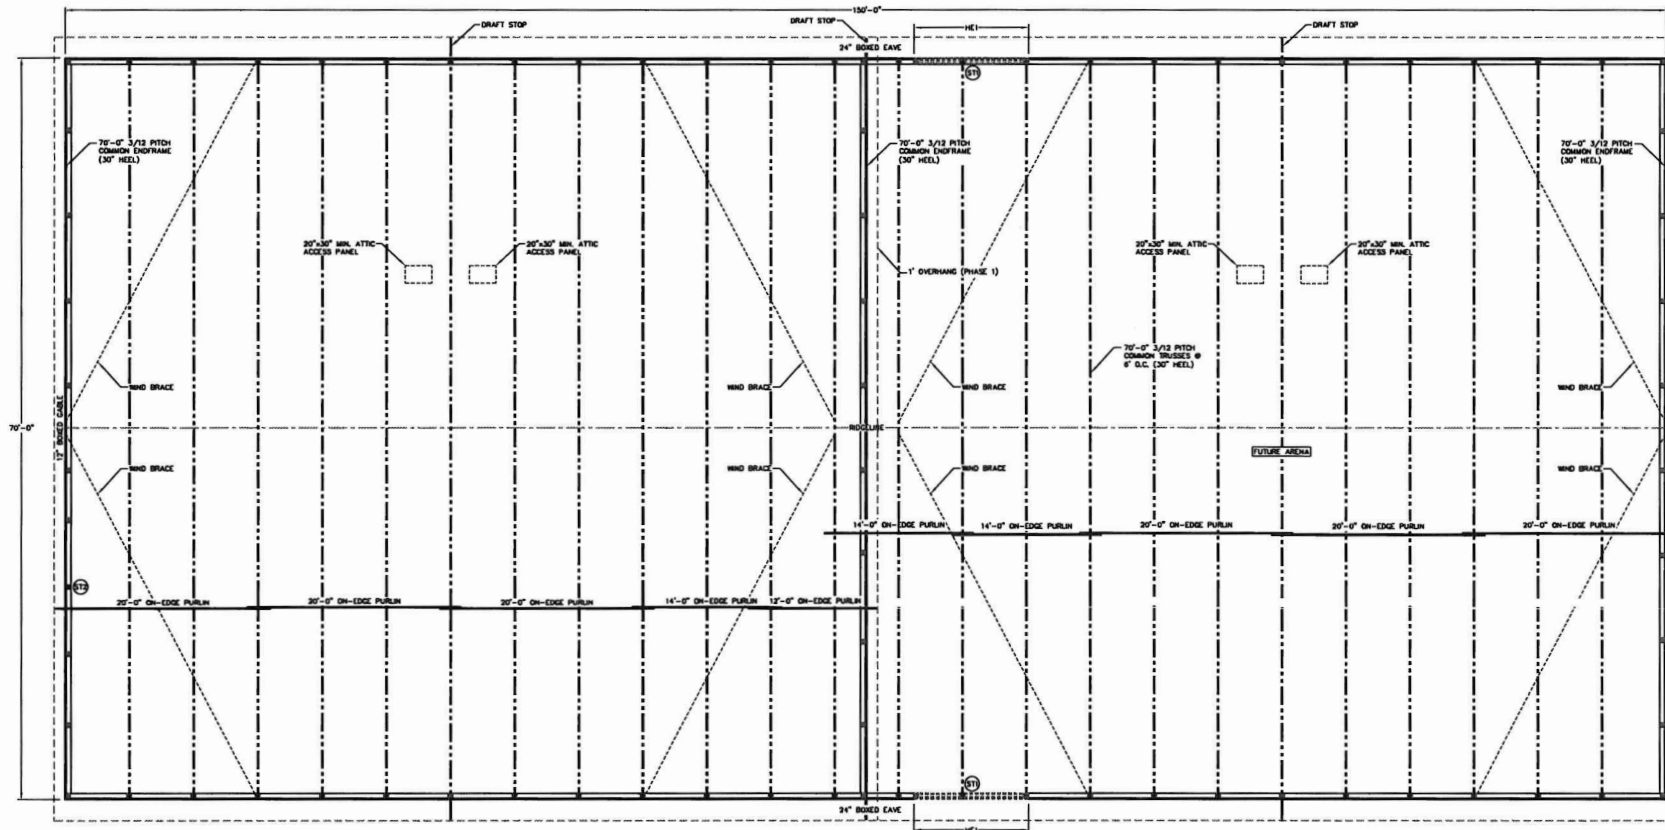 150'-0"
DRAFT STOP
DRAFT STOP
HE1
DRAFT STOP
24" BOXED EAVE
ST1
70'-0" 3/12 PITCH
COMMON ENDFRAME
(30" HEEL)
70'-0" 3/12 PITCH
COMMON ENDFRAME
(30" HEEL)
70'-0" 3/12 PITCH
COMMON ENDFRAME
(30" HEEL)
20"x30" MIN. ATTIC
ACCESS PANEL
20"x30" MIN. ATTIC
ACCESS PANEL
20"x30" MIN. ATTIC
ACCESS PANEL
20"x30" MIN. ATTIC
ACCESS PANEL
1' OVERHANG (PHASE 1)
70'-0" 3/12 PITCH
COMMON TRUSSES @
6' O.C. (30" HEEL)
WIND BRACE
WIND BRACE
WIND BRACE
WIND BRACE
70'-0"
12" BOXED GABLE
RIDGELINE
FUTURE ARENA
WIND BRACE
WIND BRACE
WIND BRACE
WIND BRACE
14'-0" ON-EDGE PURLIN
14'-0" ON-EDGE PURLIN
20'-0" ON-EDGE PURLIN
20'-0" ON-EDGE PURLIN
20'-0" ON-EDGE PURLIN
ST2
20'-0" ON-EDGE PURLIN
20'-0" ON-EDGE PURLIN
20'-0" ON-EDGE PURLIN
14'-0" ON-EDGE PURLIN
12'-0" ON-EDGE PURLIN
ST1
24" BOXED EAVE
HE1